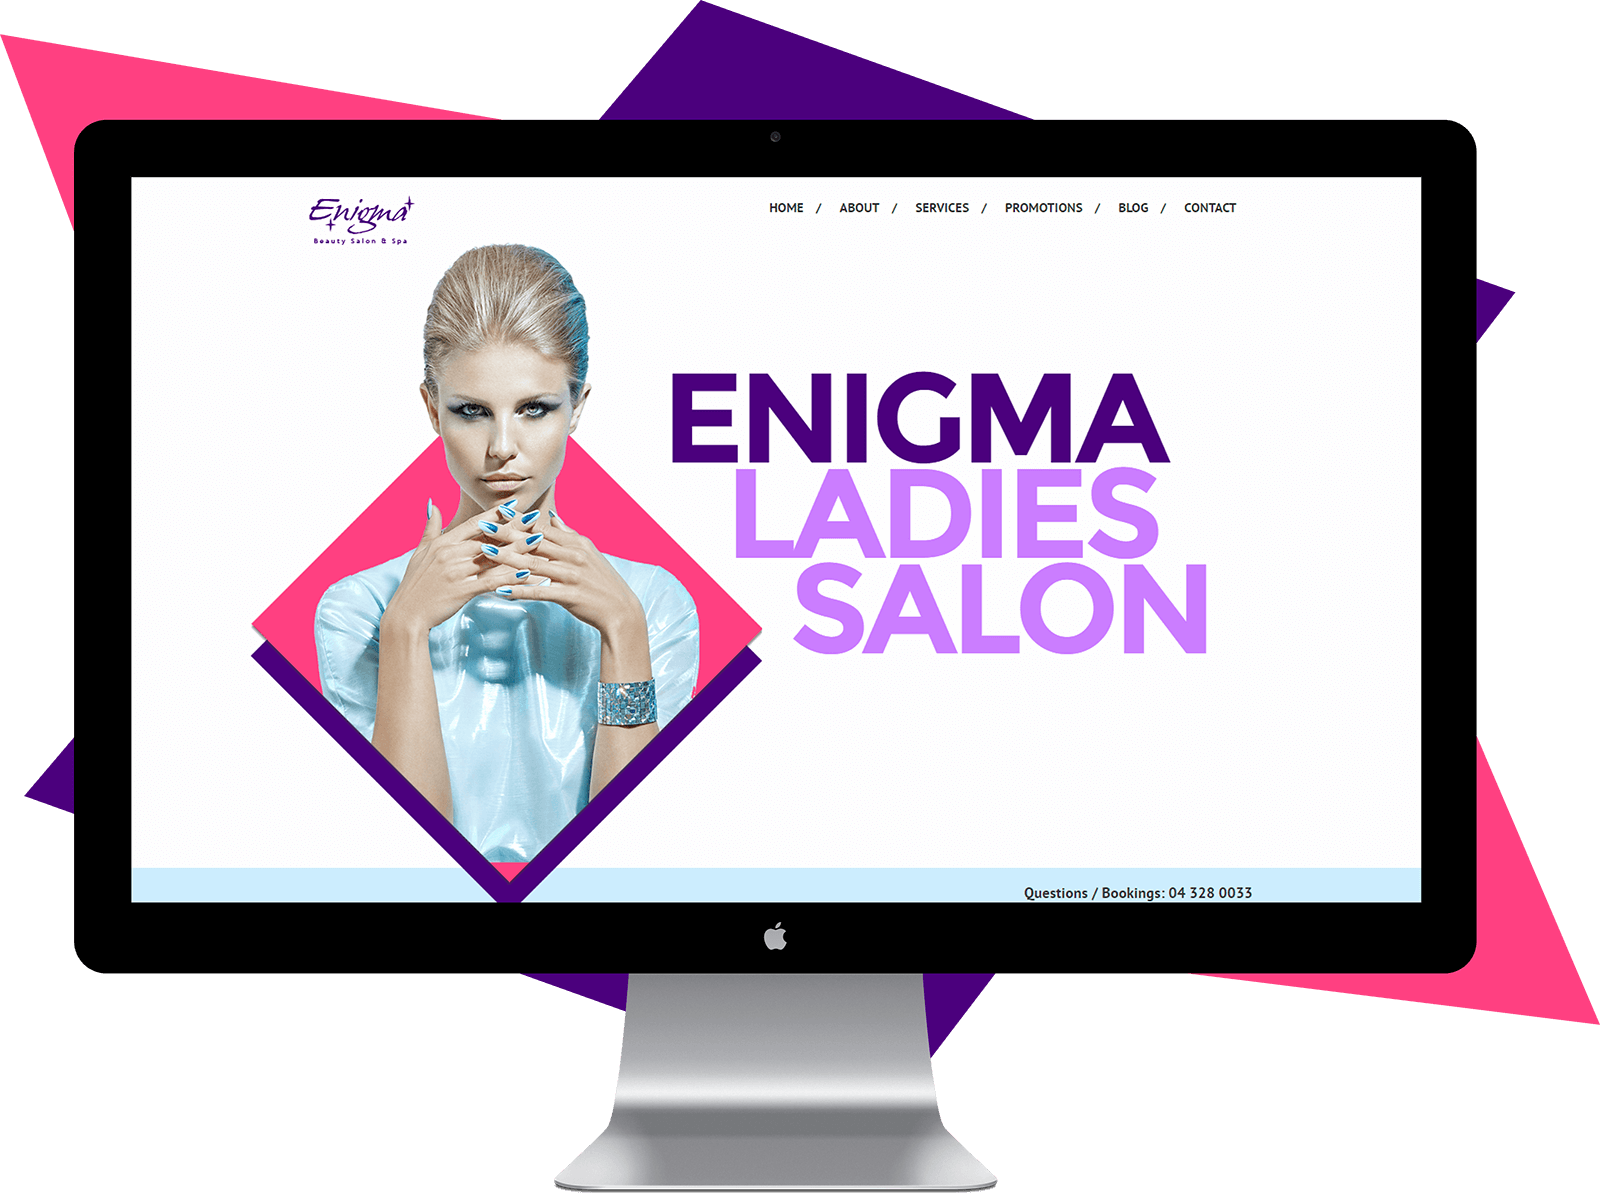 Enigma
Beauty Salon & Spa
HOME / ABOUT / SERVICES / PROMOTIONS / BLOG / CONTACT
ENIGMA
LADIES
SALON
Questions / Bookings: 04 328 0033